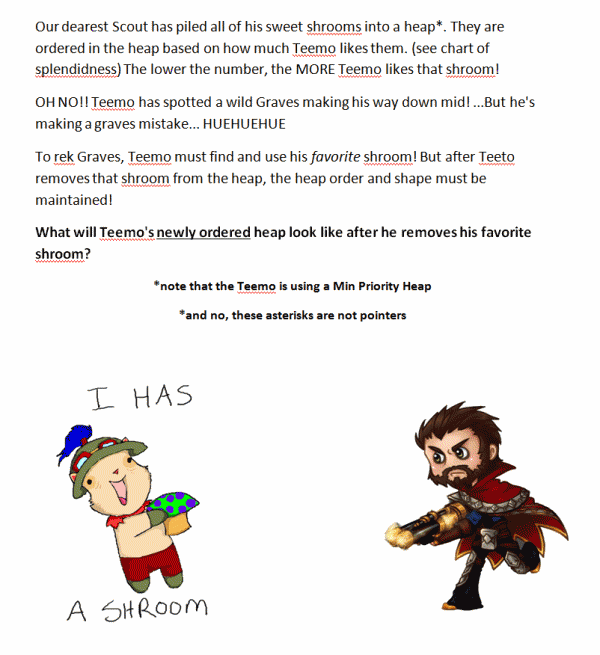 Our dearest Scout has piled all of his sweet shrooms into a heap*. They are
ordered in the heap based on how much Teemo likes them. (see chart of
splendidness) The lower the number, the MORE Teemo likes that shroom!
OH NO!! Teemo has spotted a wild Graves making his way down mid! ...But he's
making a graves mistake... HUEHUEHUE
To rek Graves, Teemo must find and use his favorite shroom! But after Teeto
removes that shroom from the heap, the heap order and shape must be
maintained!
What will Teemo's newly ordered heap look like after he removes his favorite
shroom?
*note that the Teemo is using a Min Priority Heap
*and no, these asterisks are not pointers
I HAS
A SHROOM